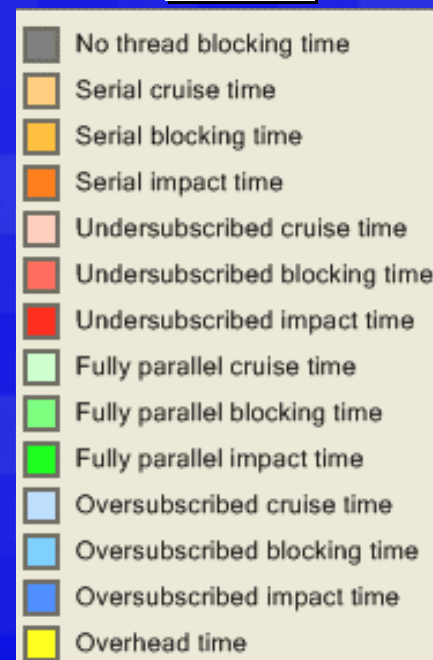 No thread blocking time
Serial cruise time
Serial blocking time
Serial impact time
Undersubscribed cruise time
Undersubscribed blocking time
Undersubscribed impact time
Fully parallel cruise time
Fully parallel blocking time
Fully parallel impact time
Oversubscribed cruise time
Oversubscribed blocking time
Oversubscribed impact time
Overhead time